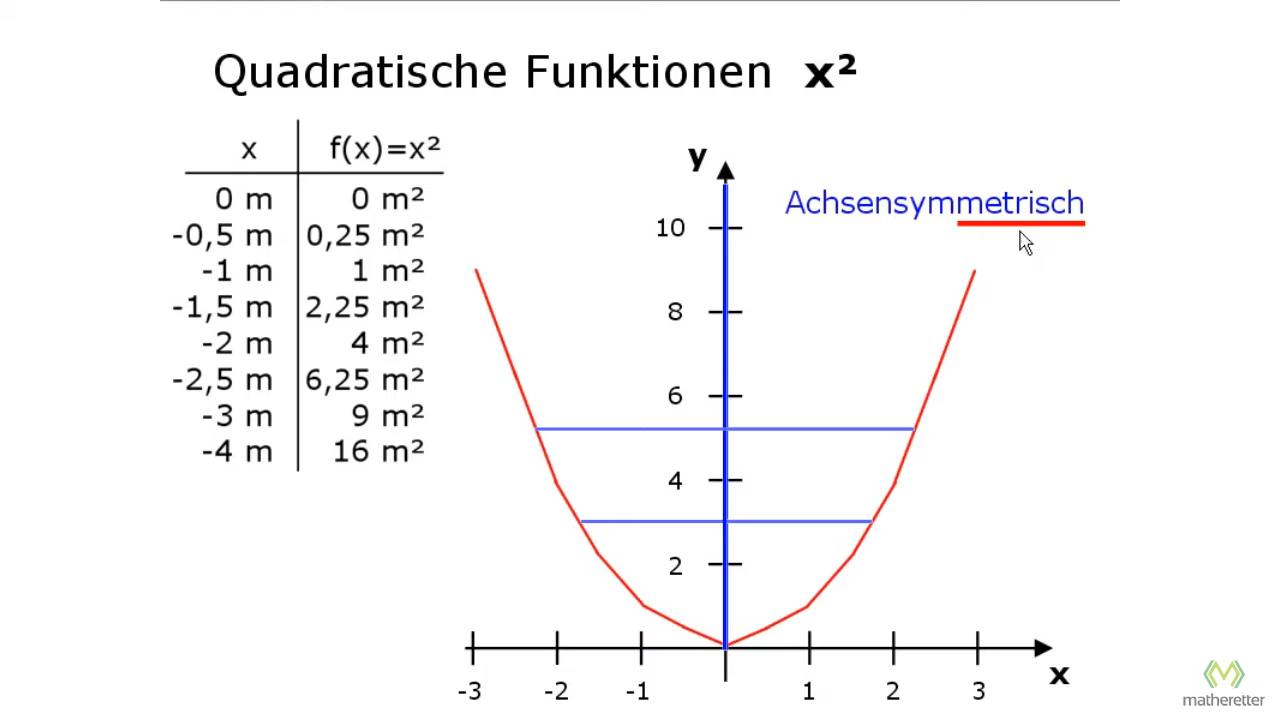 Quadratische Funktionen x²
x f(x)=x²
0 m 0 m²
-0,5 m 0,25 m²
-1 m 1 m²
-1,5 m 2,25 m²
-2 m 4 m²
-2,5 m 6,25 m²
-3 m 9 m²
-4 m 16 m²
y
Achsensymmetrisch
10
8
6
4
2
x
-3 -2 -1 1 2 3
matheretter